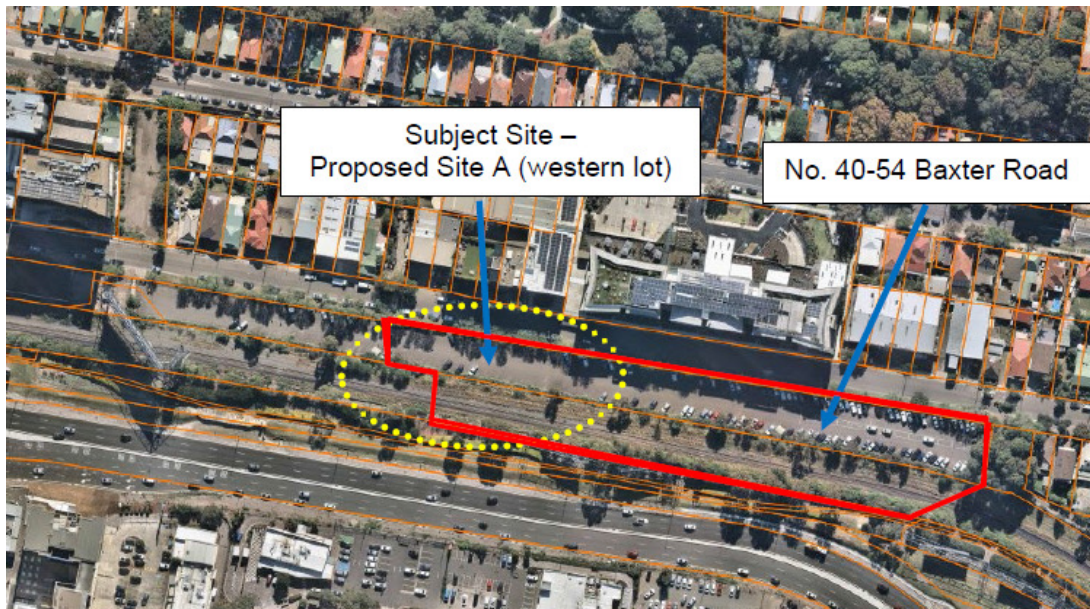 Subject Site –
Proposed Site A (western lot)
No. 40-54 Baxter Road